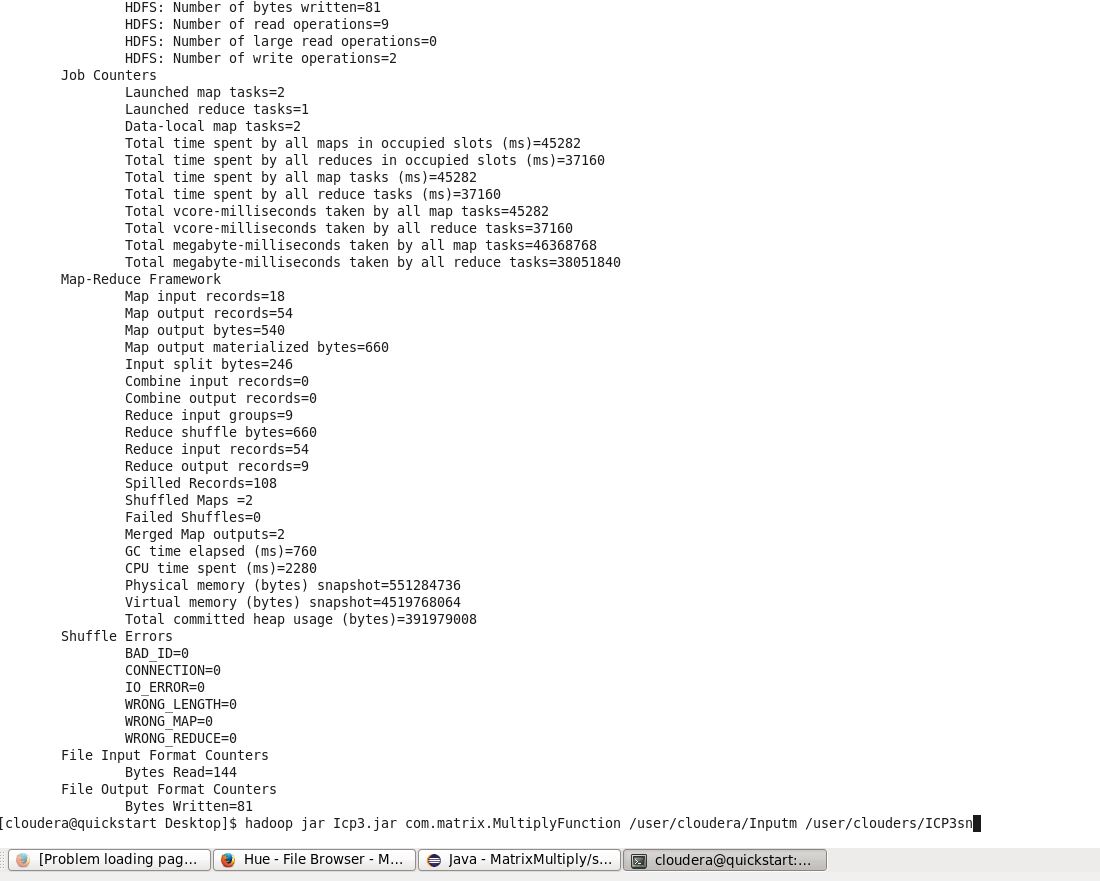 HDFS: Number of bytes written=81
HDFS: Number of read operations=9
HDFS: Number of large read operations=0
HDFS: Number of write operations=2
Job Counters
Launched map tasks=2
Launched reduce tasks=1
Data-local map tasks=2
Total time spent by all maps in occupied slots (ms)=45282
Total time spent by all reduces in occupied slots (ms)=37160
Total time spent by all map tasks (ms)=45282
Total time spent by all reduce tasks (ms)=37160
Total vcore-milliseconds taken by all map tasks=45282
Total vcore-milliseconds taken by all reduce tasks=37160
Total megabyte-milliseconds taken by all map tasks=46368768
Total megabyte-milliseconds taken by all reduce tasks=38051840
Map-Reduce Framework
Map input records=18
Map output records=54
Map output bytes=540
Map output materialized bytes=660
Input split bytes=246
Combine input records=0
Combine output records=0
Reduce input groups=9
Reduce shuffle bytes=660
Reduce input records=54
Reduce output records=9
Spilled Records=108
Shuffled Maps =2
Failed Shuffles=0
Merged Map outputs=2
GC time elapsed (ms)=760
CPU time spent (ms)=2280
Physical memory (bytes) snapshot=551284736
Virtual memory (bytes) snapshot=4519768064
Total committed heap usage (bytes)=391979008
Shuffle Errors
BAD_ID=0
CONNECTION=0
IO_ERROR=0
WRONG_LENGTH=0
WRONG_MAP=0
WRONG_REDUCE=0
File Input Format Counters
Bytes Read=144
File Output Format Counters
Bytes Written=81
[cloudera@quickstart Desktop]$ hadoop jar Icp3.jar com.matrix.MultiplyFunction /user/cloudera/Inputm /user/clouders/ICP3sn
[Problem loading pag... Hue - File Browser - M... Java - MatrixMultiply/s... cloudera@quickstart:...